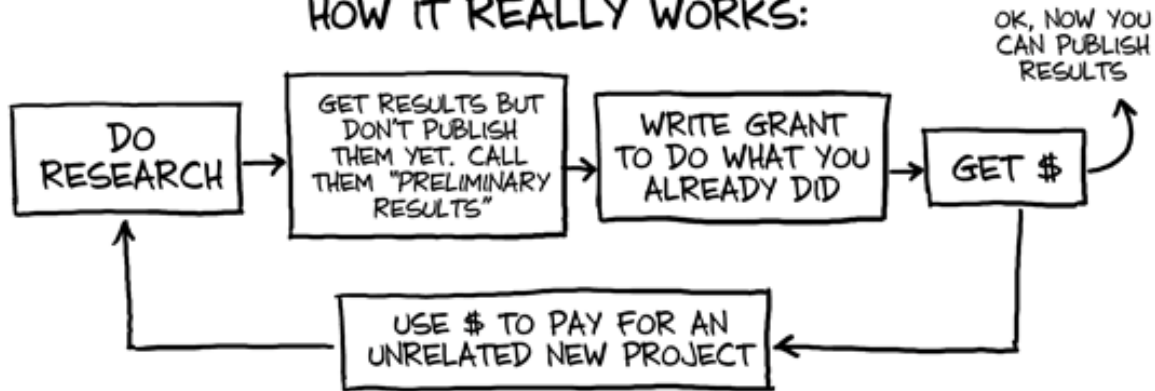 HOW IT REALLY WORKS:
OK, NOW YOU
CAN PUBLISH
RESULTS
DO
RESEARCH
GET RESULTS BUT
DON'T PUBLISH
THEM YET. CALL
THEM "PRELIMINARY
RESULTS"
WRITE GRANT
TO DO WHAT YOU
ALREADY DID
GET $
USE $ TO PAY FOR AN
UNRELATED NEW PROJECT